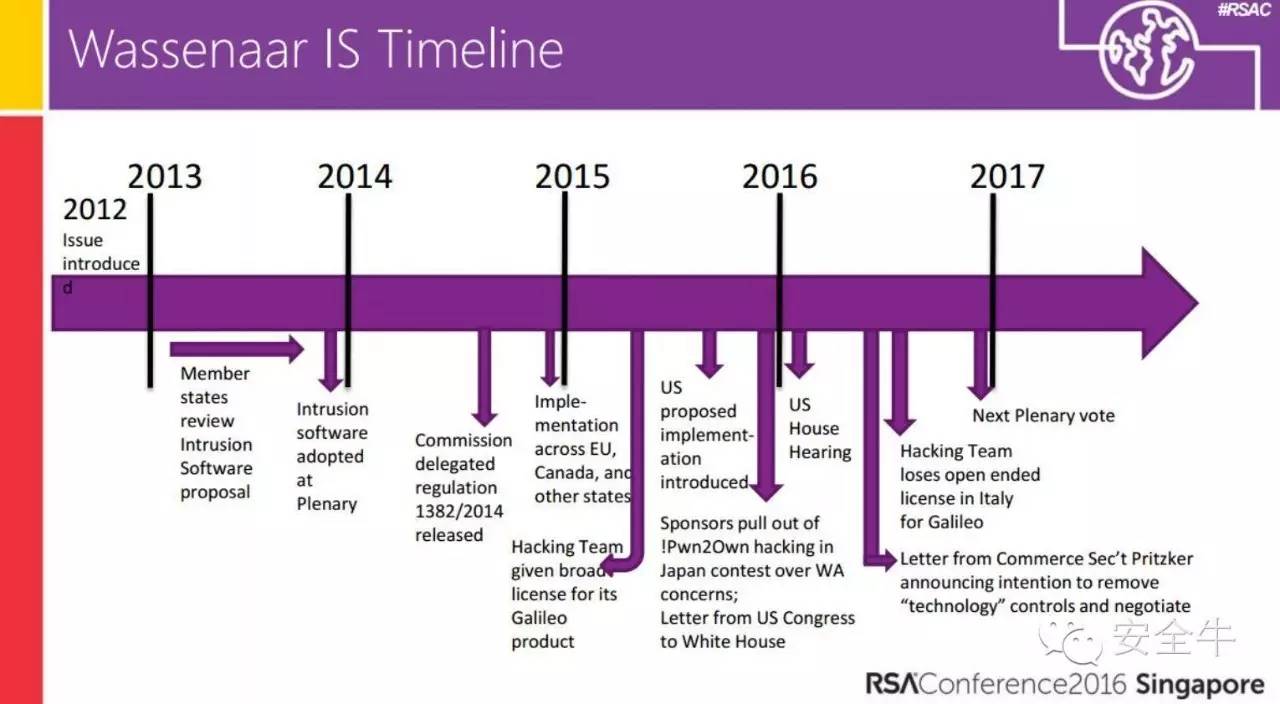 #RSAC
Wassenaar IS Timeline
2012
Issue
introduce
d
2013
2014
2015
2016
2017
Member
states
review
Intrusion
Software
proposal
Intrusion
software
adopted
at
Plenary
Commission
delegated
regulation
1382/2014
released
Imple-
mentation
across EU,
Canada, and
other states
Hacking Team
given broad
license for its
Galileo
product
US
proposed
implement-
ation
introduced
Sponsors pull out of
!Pwn2Own hacking in
Japan contest over WA
concerns;
Letter from US Congress
to White House
US
House
Hearing
Hacking Team
loses open ended
license in Italy
for Galileo
Letter from Commerce Sec’t Pritzker
announcing intention to remove
“technology” controls and negotiate
Next Plenary vote
安全牛
RSAConference2016 Singapore